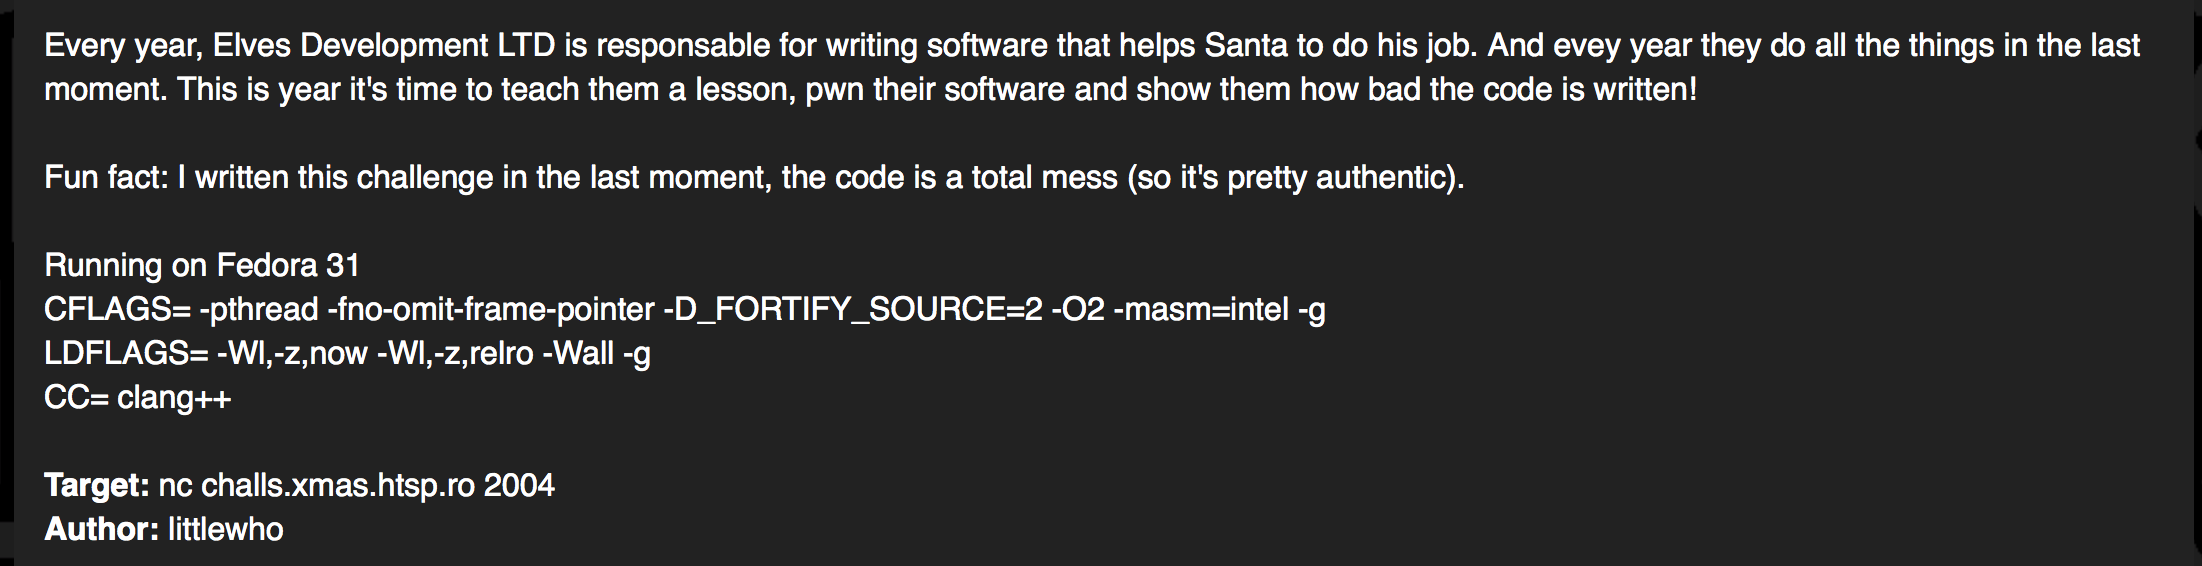 Every year, Elves Development LTD is responsable for writing software that helps Santa to do his job. And evey year they do all the things in the last
moment. This is year it's time to teach them a lesson, pwn their software and show them how bad the code is written!
Fun fact: I written this challenge in the last moment, the code is a total mess (so it's pretty authentic).
Running on Fedora 31
CFLAGS= -pthread -fno-omit-frame-pointer -D_FORTIFY_SOURCE=2 -O2 -masm=intel -g
LDFLAGS= -Wl,-z,now -Wl,-z,relro -Wall -g
CC= clang++
Target: nc challs.xmas.htsp.ro 2004
Author: littlewho